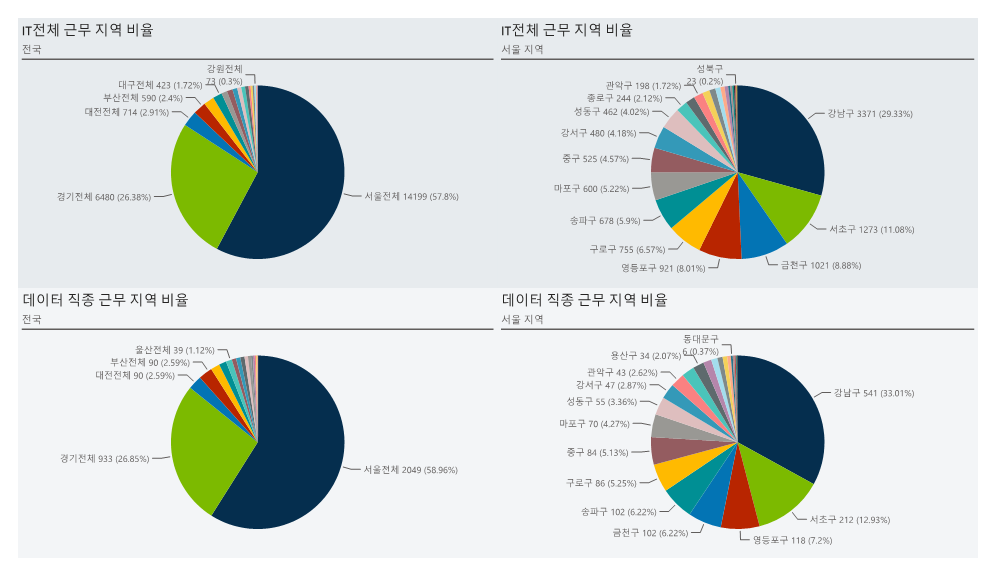 IT전체 근무 지역 비율
전국
강원전체
73 (0.3%)
대구전체 423 (1.72%)
부산전체 590 (2.4%)
대전전체 714 (2.91%)
경기전체 6480 (26.38%)
서울전체 14199 (57.8%)
IT전체 근무 지역 비율
서울 지역
성북구
23 (0.2%)
관악구 198 (1.72%)
종로구 244 (2.12%)
성동구 462 (4.02%)
강서구 480 (4.18%)
중구 525 (4.57%)
마포구 600 (5.22%)
송파구 678 (5.9%)
구로구 755 (6.57%)
영등포구 921 (8.01%)
강남구 3371 (29.33%)
서초구 1273 (11.08%)
금천구 1021 (8.88%)
데이터 직종 근무 지역 비율
전국
울산전체 39 (1.12%)
부산전체 90 (2.59%)
대전전체 90 (2.59%)
경기전체 933 (26.85%)
서울전체 2049 (58.96%)
데이터 직종 근무 지역 비율
서울 지역
동대문구
6 (0.37%)
용산구 34 (2.07%)
관악구 43 (2.62%)
강서구 47 (2.87%)
성동구 55 (3.36%)
마포구 70 (4.27%)
중구 84 (5.13%)
구로구 86 (5.25%)
송파구 102 (6.22%)
금천구 102 (6.22%)
강남구 541 (33.01%)
서초구 212 (12.93%)
영등포구 118 (7.2%)